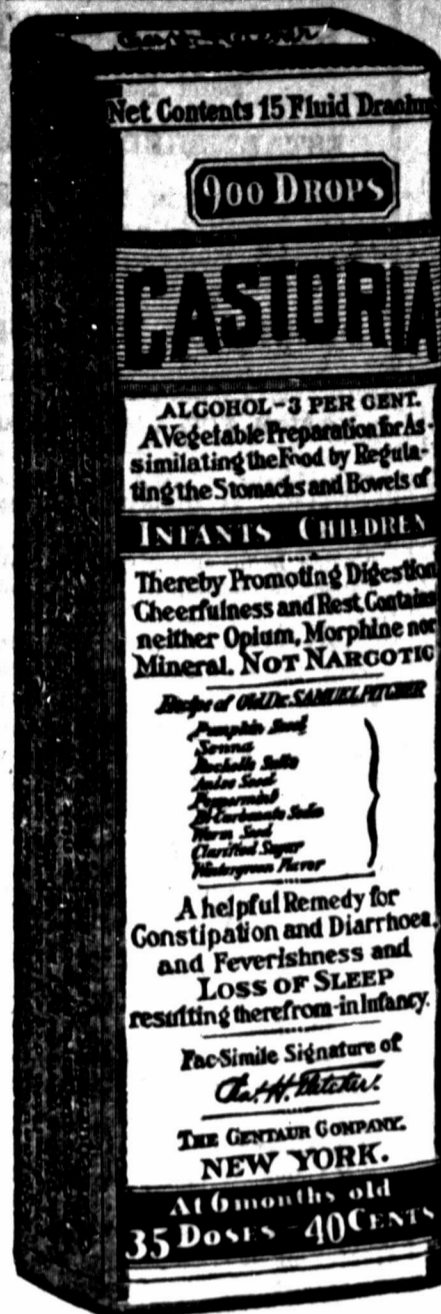 Net Contents 15 Fluid Drachm
900 DROPS
CASTORIA
ALCOHOL-3 PER CENT.
A Vegetable Preparation for As-
similating the Food by Regula-
ting the Stomachs and Bowels of
INFANTS CHILDREN
Thereby Promoting Digestion
Cheerfulness and Rest. Contains
neither Opium, Morphine nor
Mineral. NOT NARCOTIC
Recipe of Old Dr. SAMUEL PITCHER
Pumpkin Seed
Senna
Rochelle Salts
Anise Seed
Peppermint
Bi Carbonate Soda
Worm Seed
Clarified Sugar
Wintergreen Flavor
A helpful Remedy for
Constipation and Diarrhoea,
and Feverishness and
LOSS OF SLEEP
resulting therefrom-in Infancy.
Fac-Simile Signature of
Chas. H. Fletcher.
THE CENTAUR COMPANY.
NEW YORK.
At 6 months old
35 DOSES - 40 CENTS